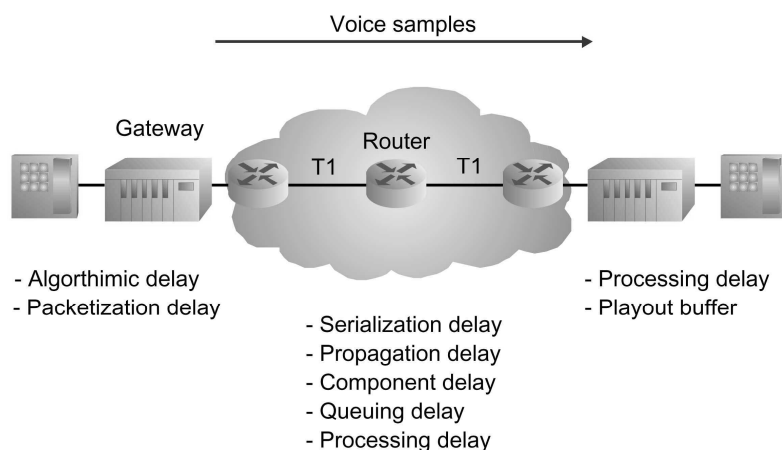 Voice samples
Gateway
Router
T1
T1
- Algorthimic delay
- Packetization delay
- Serialization delay
- Propagation delay
- Component delay
- Queuing delay
- Processing delay
- Processing delay
- Playout buffer